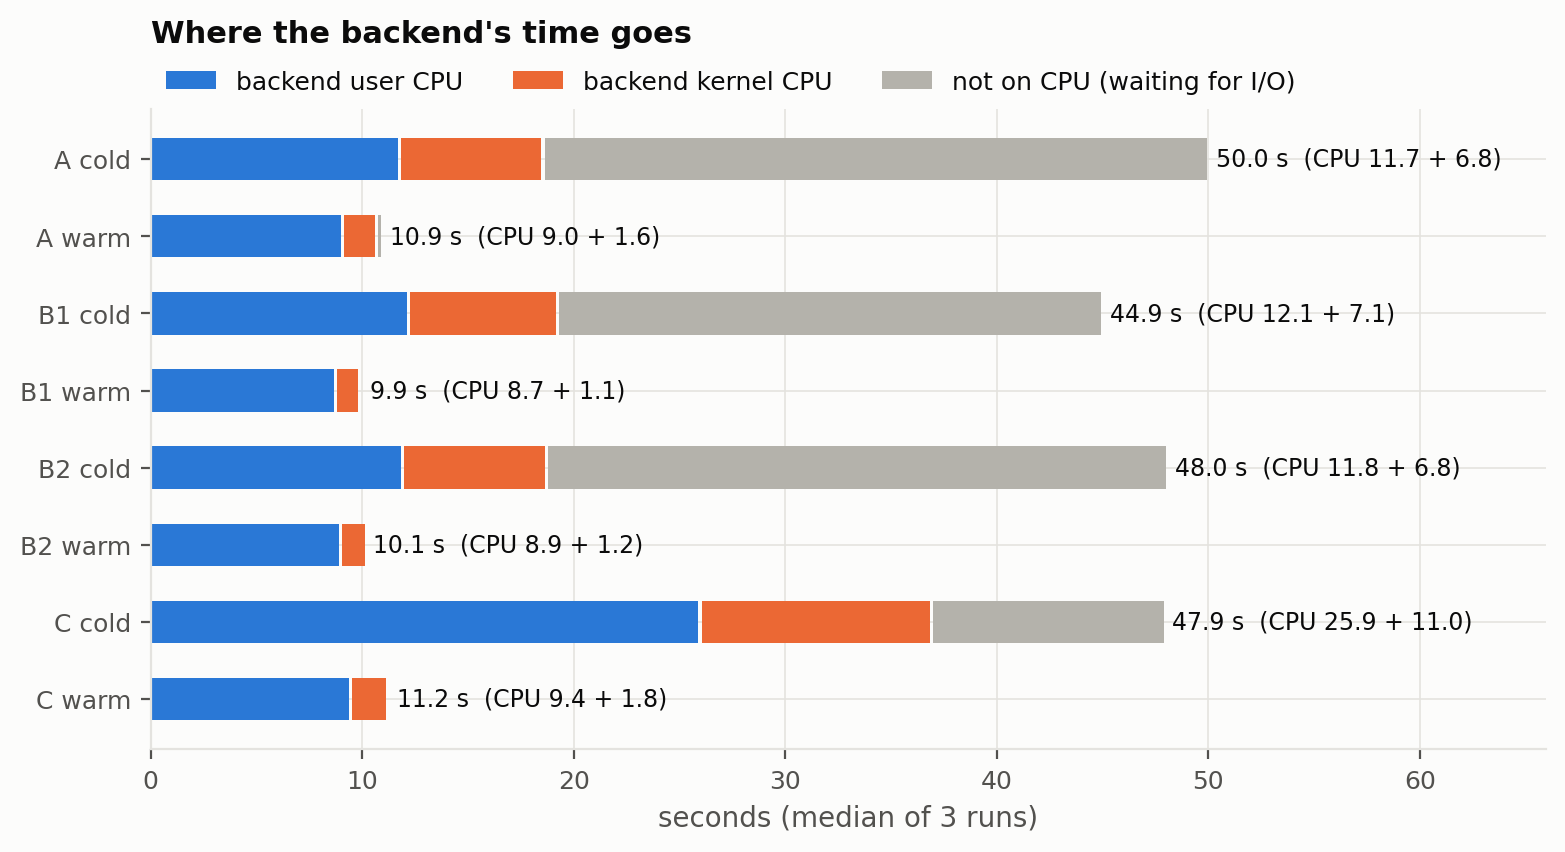 Where the backend's time goes
backend user CPU backend kernel CPU not on CPU (waiting for I/O)
A cold 50.0 s (CPU 11.7 + 6.8)
A warm 10.9 s (CPU 9.0 + 1.6)
B1 cold 44.9 s (CPU 12.1 + 7.1)
B1 warm 9.9 s (CPU 8.7 + 1.1)
B2 cold 48.0 s (CPU 11.8 + 6.8)
B2 warm 10.1 s (CPU 8.9 + 1.2)
C cold 47.9 s (CPU 25.9 + 11.0)
C warm 11.2 s (CPU 9.4 + 1.8)
0 10 20 30 40 50 60
seconds (median of 3 runs)